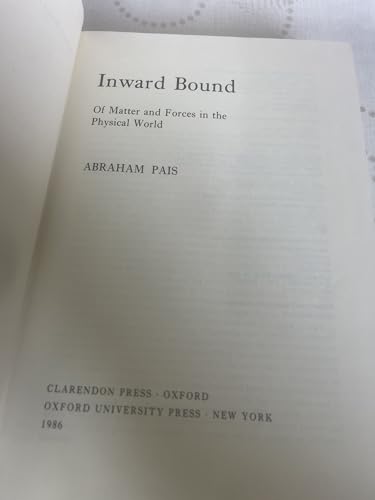 Inward Bound
Of Matter and Forces in the
Physical World
ABRAHAM PAIS
CLARENDON PRESS · OXFORD
OXFORD UNIVERSITY PRESS · NEW YORK
1986